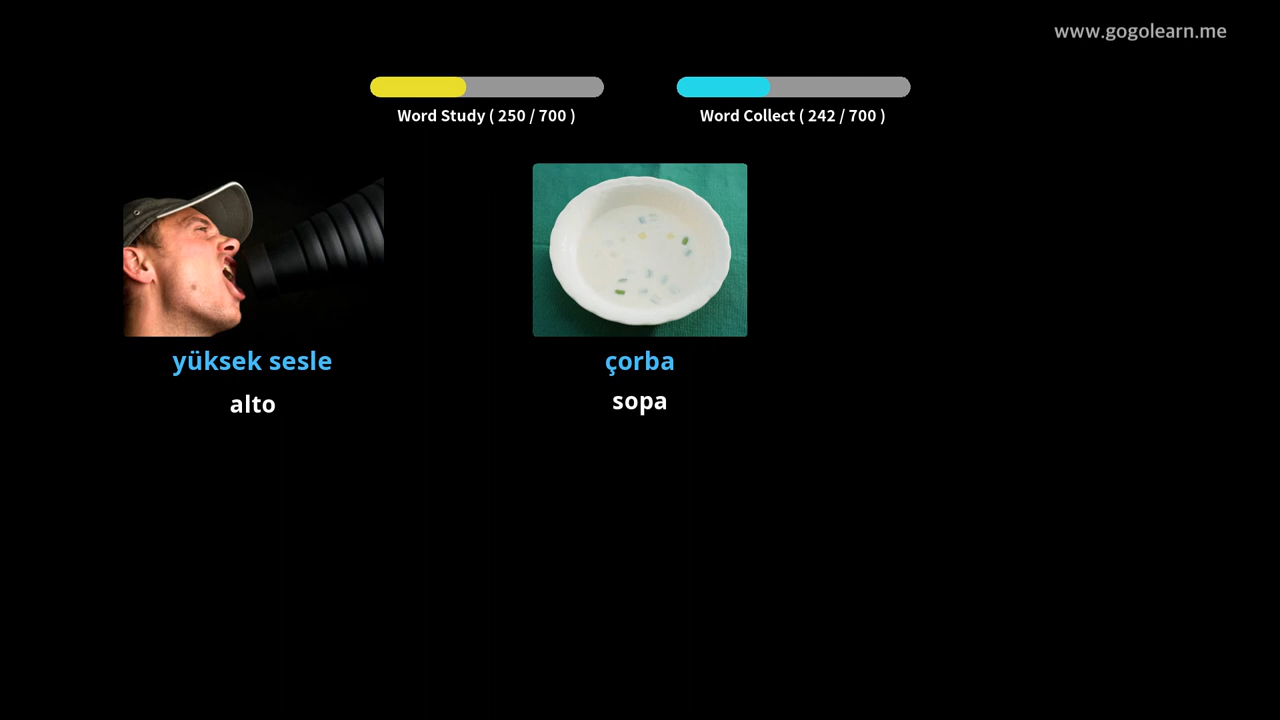 www.gogolearn.me
Word Study ( 250 / 700 )
Word Collect ( 242 / 700 )
yüksek sesle
alto
çorba
sopa